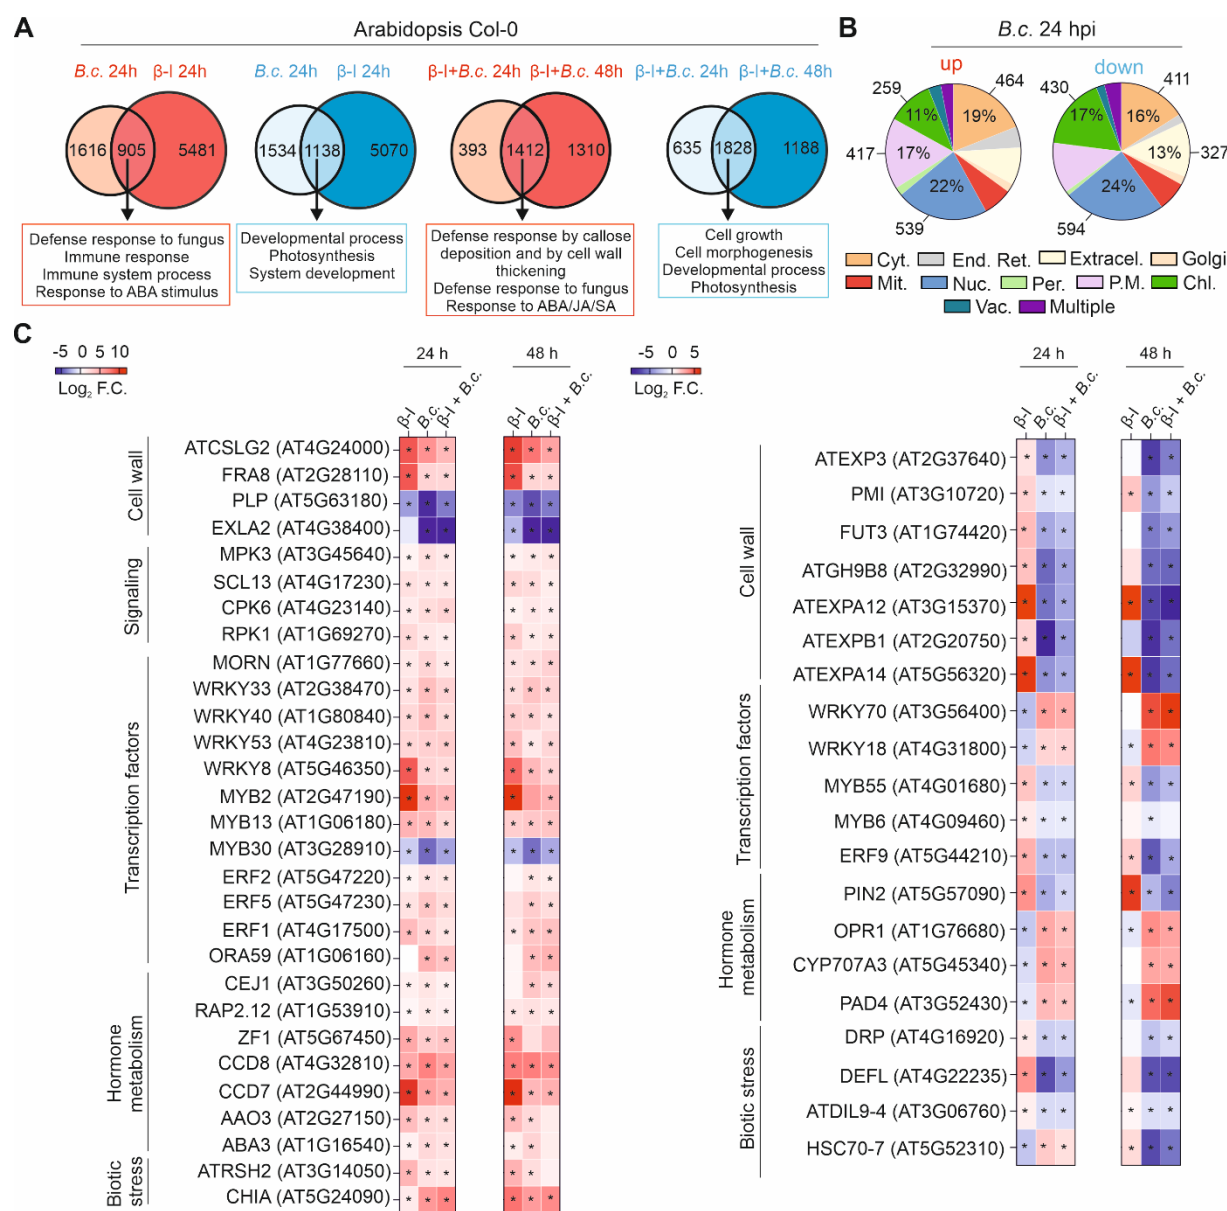 A
Arabidopsis Col-0
B.c. 24h β-I 24h
B.c. 24h β-I 24h
β-I+B.c. 24h β-I+B.c. 48h
β-I+B.c. 24h β-I+B.c. 48h
1616 905 5481
1534 1138 5070
393 1412 1310
635 1828 1188
Defense response to fungus
Immune response
Immune system process
Response to ABA stimulus
Developmental process
Photosynthesis
System development
Defense response by callose
deposition and by cell wall
thickening
Defense response to fungus
Response to ABA/JA/SA
Cell growth
Cell morphogenesis
Developmental process
Photosynthesis
B
B.c. 24 hpi
up
down
259 464
11% 19%
417 17%
22%
539
430 411
17% 16%
13% 327
24%
594
Cyt. End. Ret. Extracel. Golgi
Mit. Nuc. Per. P.M. Chl.
Vac. Multiple
C
-5 0 5 10
Log2 F.C.
24 h 48 h
β-I B.c. β-I + B.c. β-I B.c. β-I + B.c.
Cell wall
ATCSLG2 (AT4G24000)
FRA8 (AT2G28110)
PLP (AT5G63180)
EXLA2 (AT4G38400)
Signaling
MPK3 (AT3G45640)
SCL13 (AT4G17230)
CPK6 (AT4G23140)
RPK1 (AT1G69270)
Transcription factors
MORN (AT1G77660)
WRKY33 (AT2G38470)
WRKY40 (AT1G80840)
WRKY53 (AT4G23810)
WRKY8 (AT5G46350)
MYB2 (AT2G47190)
MYB13 (AT1G06180)
MYB30 (AT3G28910)
ERF2 (AT5G47220)
ERF5 (AT5G47230)
ERF1 (AT4G17500)
ORA59 (AT1G06160)
Hormone
metabolism
CEJ1 (AT3G50260)
RAP2.12 (AT1G53910)
ZF1 (AT5G67450)
CCD8 (AT4G32810)
CCD7 (AT2G44990)
AAO3 (AT2G27150)
ABA3 (AT1G16540)
Biotic
stress
ATRSH2 (AT3G14050)
CHIA (AT5G24090)
-5 0 5
Log2 F.C.
24 h 48 h
β-I B.c. β-I + B.c. β-I B.c. β-I + B.c.
Cell wall
ATEXP3 (AT2G37640)
PMI (AT3G10720)
FUT3 (AT1G74420)
ATGH9B8 (AT2G32990)
ATEXPA12 (AT3G15370)
ATEXPB1 (AT2G20750)
ATEXPA14 (AT5G56320)
Transcription factors
WRKY70 (AT3G56400)
WRKY18 (AT4G31800)
MYB55 (AT4G01680)
MYB6 (AT4G09460)
ERF9 (AT5G44210)
Hormone
metabolism
PIN2 (AT5G57090)
OPR1 (AT1G76680)
CYP707A3 (AT5G45340)
PAD4 (AT3G52430)
Biotic stress
DRP (AT4G16920)
DEFL (AT4G22235)
ATDIL9-4 (AT3G06760)
HSC70-7 (AT5G52310)